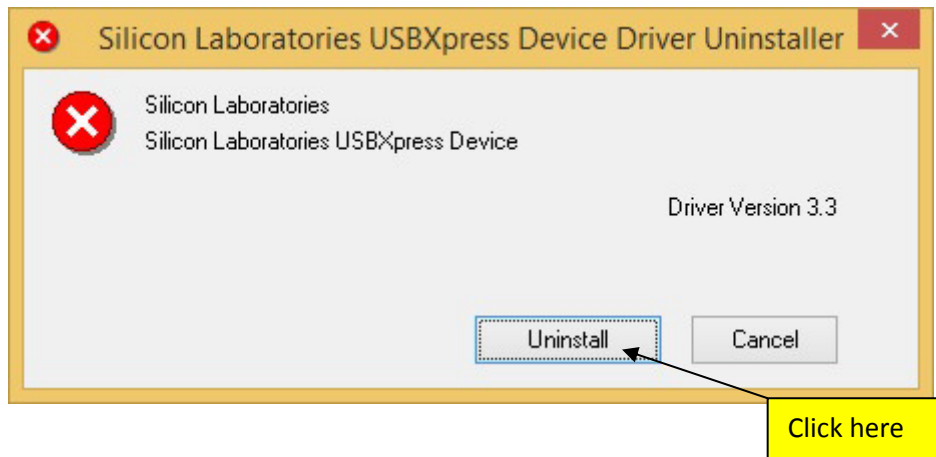 Silicon Laboratories USBXpress Device Driver Uninstaller
Silicon Laboratories
Silicon Laboratories USBXpress Device
Driver Version 3.3
Uninstall
Cancel
Click here